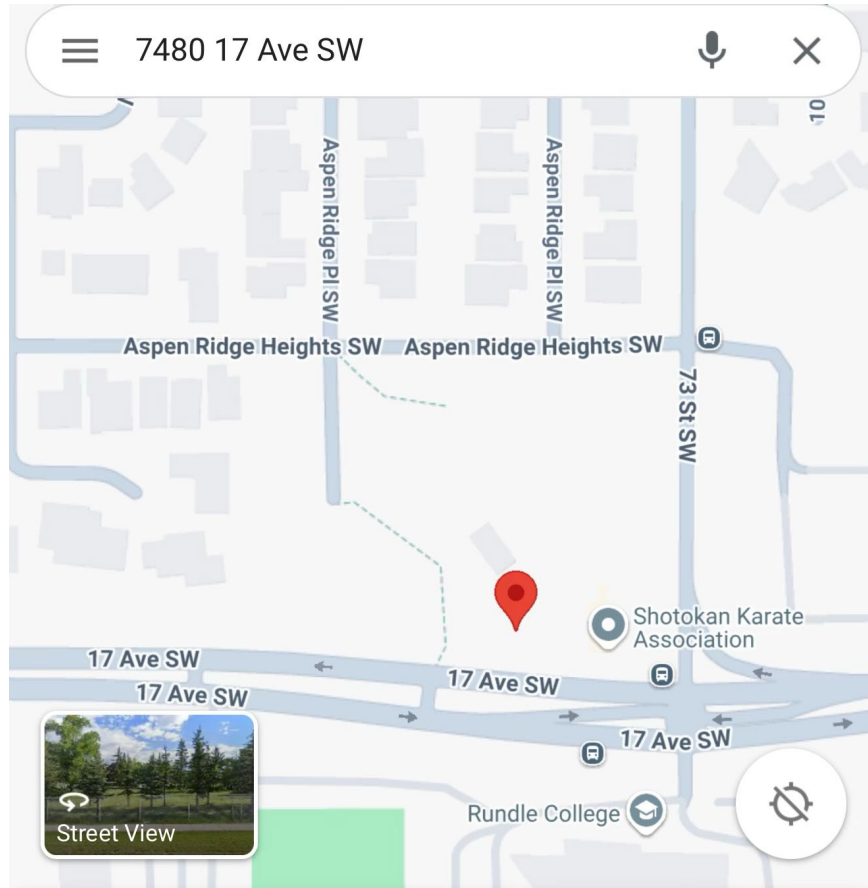 7480 17 Ave SW
10
Aspen Ridge Pl SW
Aspen Ridge Pl SW
Aspen Ridge Heights SW
Aspen Ridge Heights SW
73 St SW
Shotokan Karate
Association
17 Ave SW
17 Ave SW
17 Ave SW
17 Ave SW
Rundle College
Street View